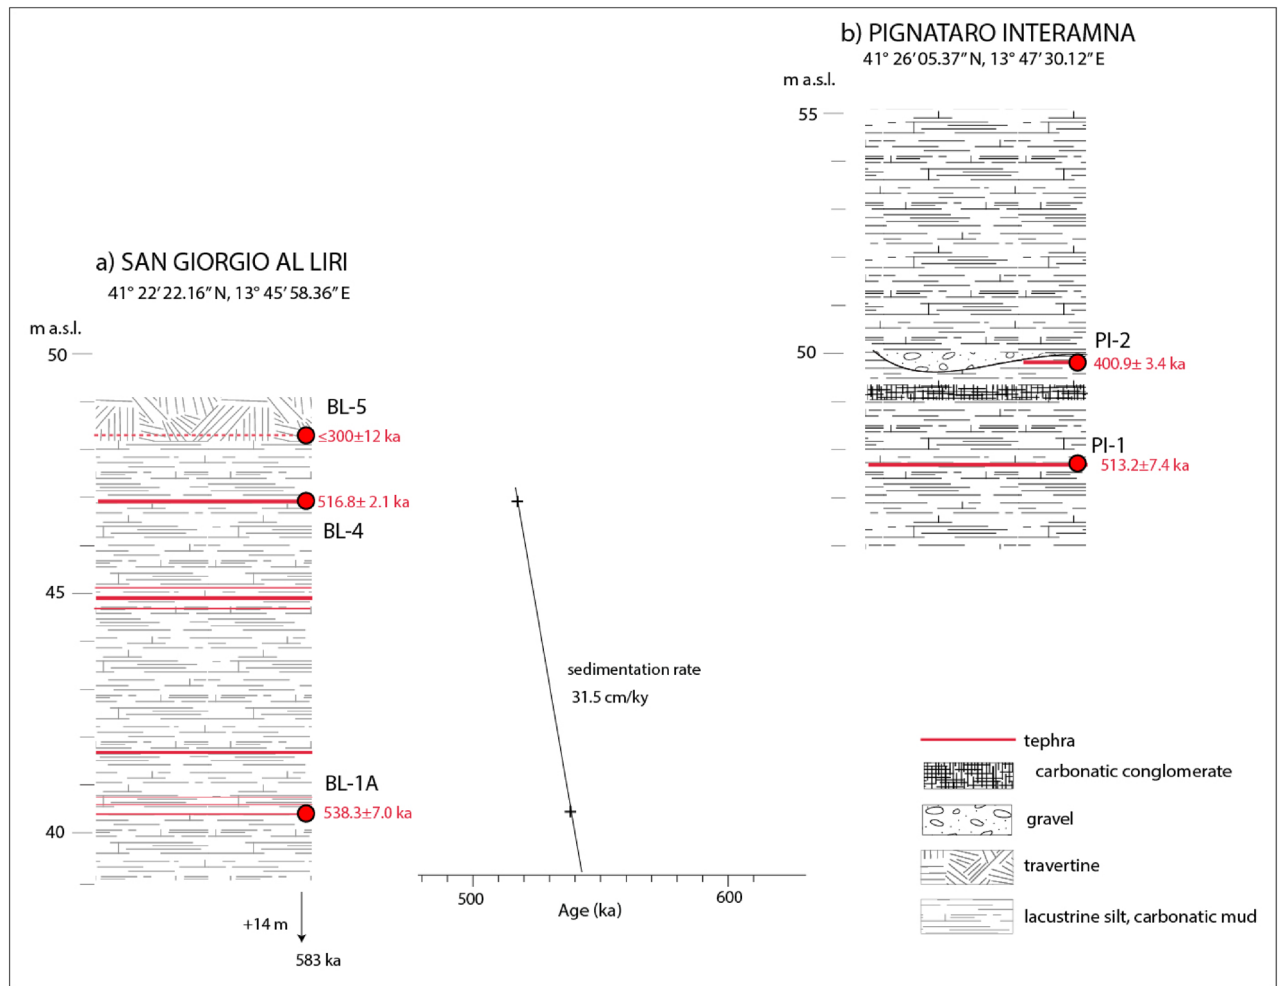 b) PIGNATARO INTERAMNA
41° 26’ 05.37” N, 13° 47’ 30.12” E
m a.s.l.
55
50
PI-2
400.9± 3.4 ka
PI-1
513.2±7.4 ka
a) SAN GIORGIO AL LIRI
41° 22’ 22.16” N, 13° 45’ 58.36” E
m a.s.l.
50
BL-5
≤300±12 ka
516.8± 2.1 ka
BL-4
45
BL-1A
538.3±7.0 ka
40
+14 m
583 ka
sedimentation rate
31.5 cm/ky
500
600
Age (ka)
tephra
carbonatic conglomerate
gravel
travertine
lacustrine silt, carbonatic mud